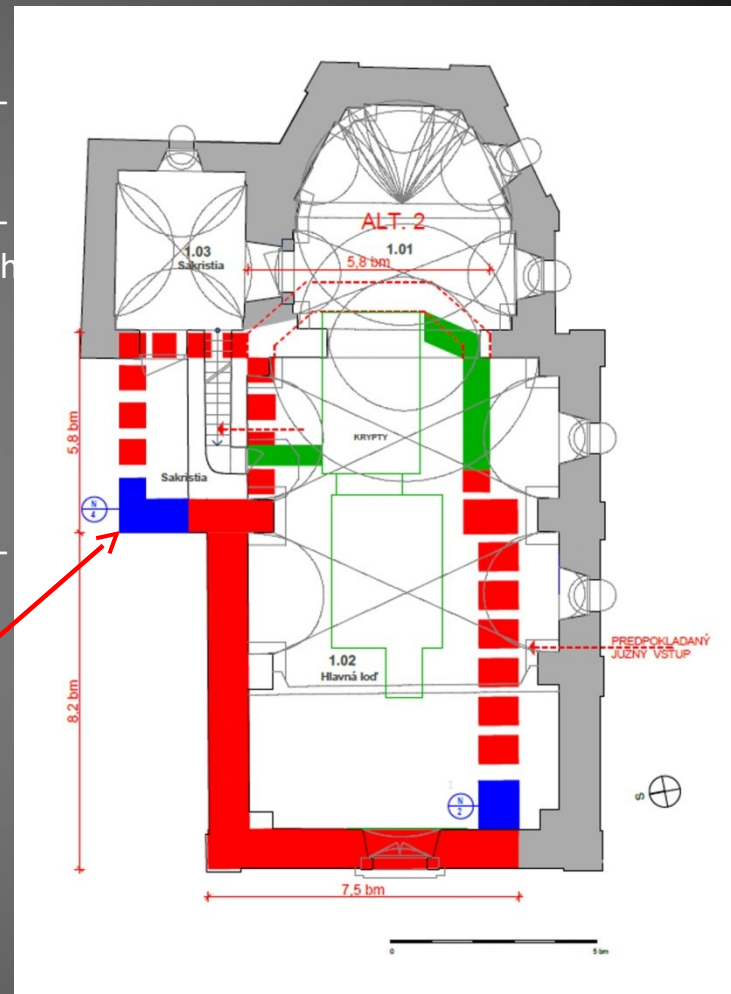 h
ALT. 2
1.01
5,8 bm
1.03
Sakristia
KRYPTY
5,8 bm
Sakristia
N
4
PREDPOKLADANÝ
JUŽNÝ VSTUP
1.02
Hlavná loď
8,2 bm
N
2
S
7,5 bm
0
5 bm